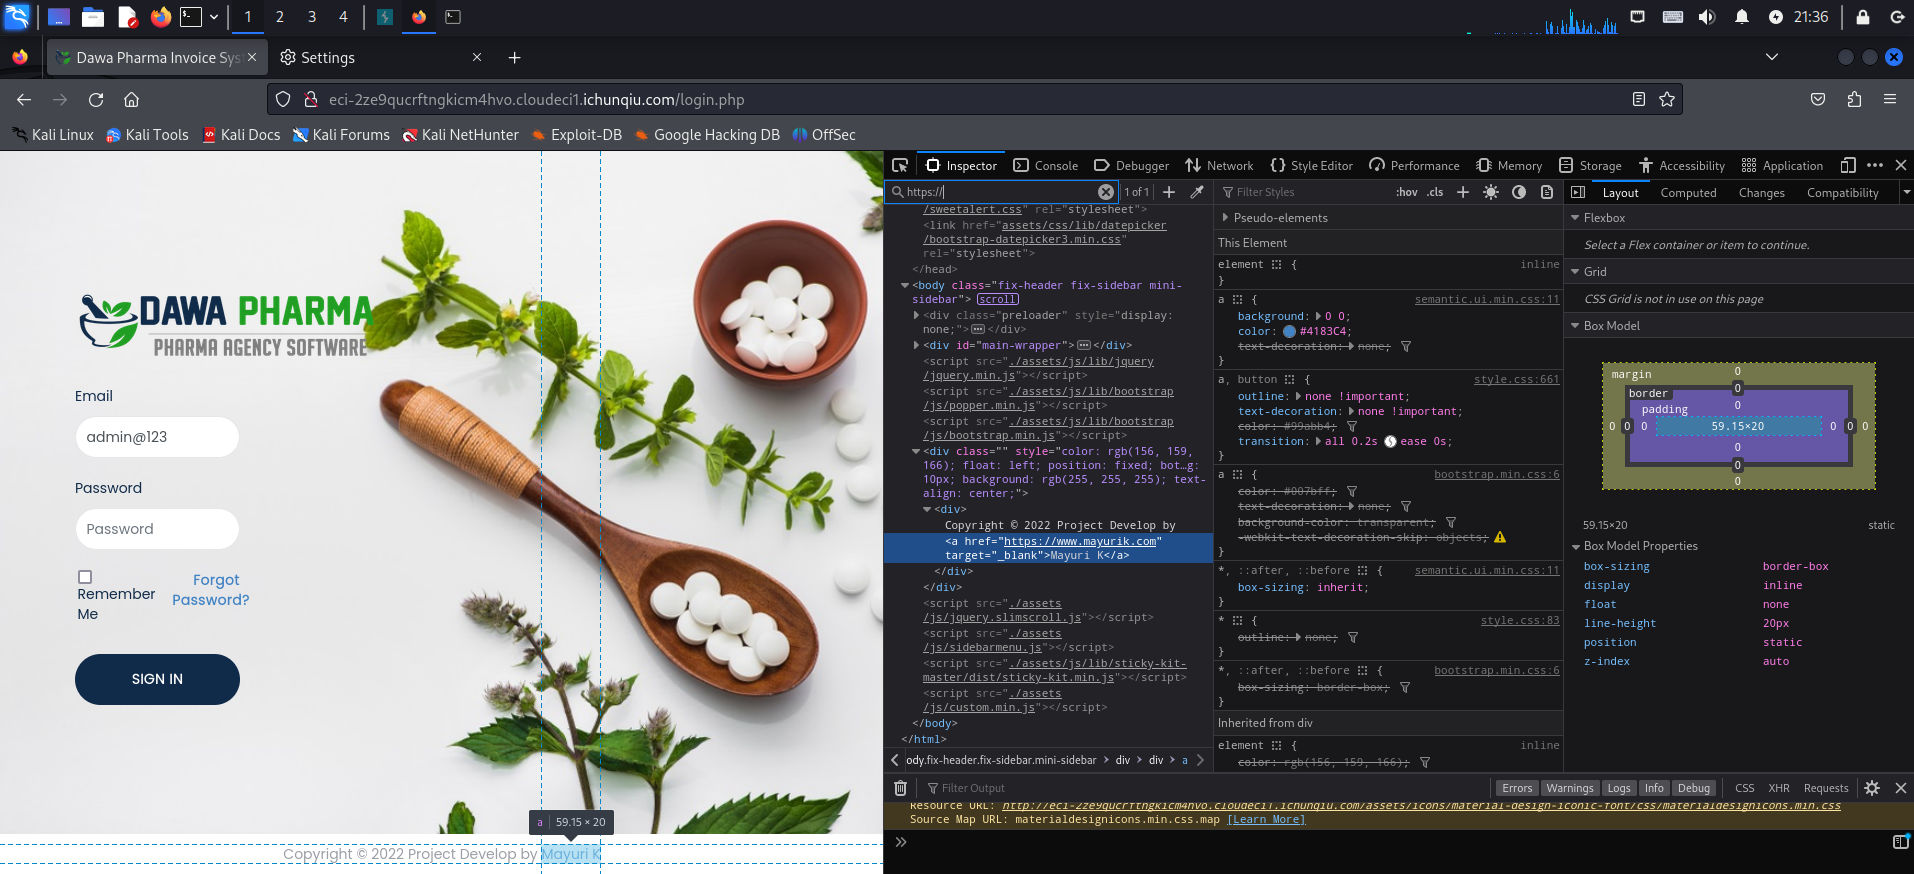 1 2 3 4
21:36
Dawa Pharma Invoice Sys
Settings
eci-2ze9qucrftngkicm4hvo.cloudeci1.ichunqiu.com/login.php
Kali Linux Kali Tools Kali Docs Kali Forums Kali NetHunter Exploit-DB Google Hacking DB OffSec
DAWA PHARMA
PHARMA AGENCY SOFTWARE
Email
admin@123
Password
Password
Remember Me
Forgot Password?
SIGN IN
Copyright © 2022 Project Develop by Mayuri K
a 59.15 × 20
Inspector Console Debugger Network Style Editor Performance Memory Storage Accessibility Application
https://
1 of 1
/sweetalert.css" rel="stylesheet">
<link href="assets/css/lib/datepicker
/bootstrap-datepicker3.min.css"
rel="stylesheet">
</head>
<body class="fix-header fix-sidebar mini-
sidebar"> scroll
<div class="preloader" style="display:
none;"></div>
<div id="main-wrapper"></div>
<script src="./assets/js/lib/jquery
/jquery.min.js"></script>
<script src="./assets/js/lib/bootstrap
/js/popper.min.js"></script>
<script src="./assets/js/lib/bootstrap
/js/bootstrap.min.js"></script>
<div class="" style="color: rgb(156, 159,
166); float: left; position: fixed; bot…g:
10px; background: rgb(255, 255, 255); text-
align: center;">
<div>
Copyright © 2022 Project Develop by
<a href="https://www.mayurik.com"
target="_blank">Mayuri K</a>
</div>
</div>
<script src="./assets
/js/jquery.slimscroll.js"></script>
<script src="./assets
/js/sidebarmenu.js"></script>
<script src="./assets/js/lib/sticky-kit-
master/dist/sticky-kit.min.js"></script>
<script src="./assets
/js/custom.min.js"></script>
</body>
</html>
ody.fix-header.fix-sidebar.mini-sidebar > div > div > a
Filter Styles
:hov .cls
Pseudo-elements
This Element
element { inline
}
a { semantic.ui.min.css:11
background: 0 0;
color: #4183C4;
text-decoration: none;
}
a, button { style.css:661
outline: none !important;
text-decoration: none !important;
color: #99abb4;
transition: all 0.2s ease 0s;
}
a { bootstrap.min.css:6
color: #007bff;
text-decoration: none;
background-color: transparent;
-webkit-text-decoration-skip: objects;
}
*, ::after, ::before { semantic.ui.min.css:11
box-sizing: inherit;
}
* { style.css:83
outline: none;
}
*, ::after, ::before { bootstrap.min.css:6
box-sizing: border-box;
}
Inherited from div
element { inline
color: rgb(156, 159, 166);
Layout Computed Changes Compatibility
Flexbox
Select a Flex container or item to continue.
Grid
CSS Grid is not in use on this page
Box Model
margin 0
border 0
padding 0
0 0 0 59.15×20 0 0 0
0
0
0
59.15×20 static
Box Model Properties
box-sizing border-box
display inline
float none
line-height 20px
position static
z-index auto
Filter Output
Errors Warnings Logs Info Debug CSS XHR Requests
Resource URL: http://eci-2ze9qucrftngkicm4hvo.cloudeci1.ichunqiu.com/assets/icons/material-design-iconic-font/css/materialdesignicons.min.css
Source Map URL: materialdesignicons.min.css.map [Learn More]